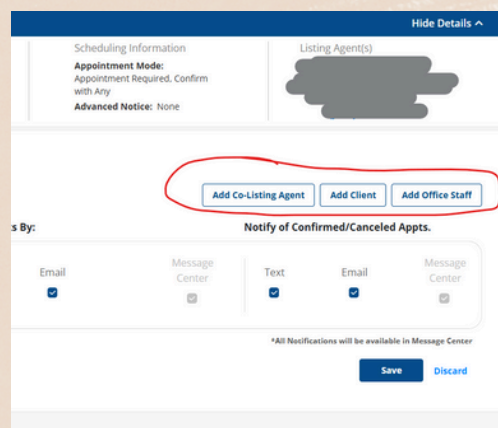 Hide Details
Scheduling Information
Listing Agent(s)
Appointment Mode:
Appointment Required, Confirm
with Any
Advanced Notice: None
Add Co-Listing Agent
Add Client
Add Office Staff
s By:
Notify of Confirmed/Canceled Appts.
Email
Message
Center
Text
Email
Message
Center
*All Notifications will be available in Message Center
Save
Discard